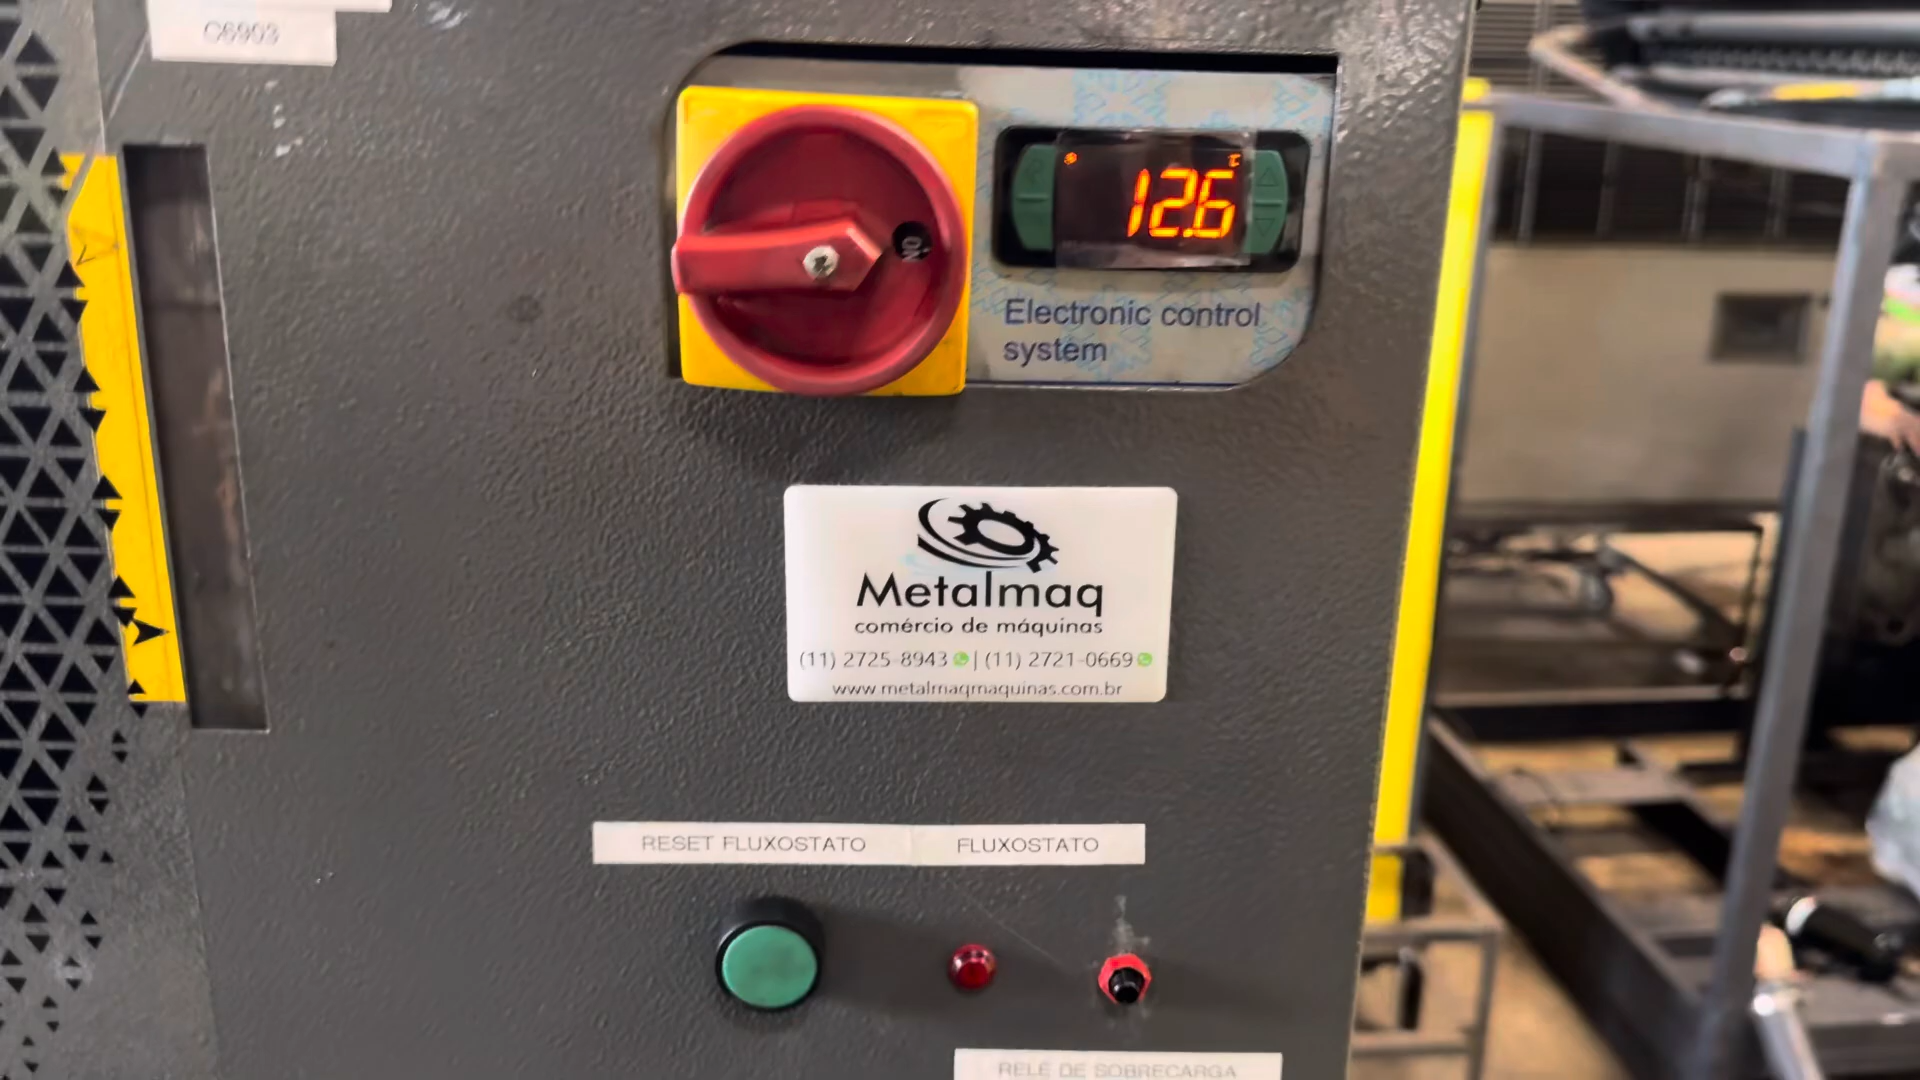 C6903
12.6
°C
Electronic control
system
Metalmaq
comércio de máquinas
(11) 2725-8943 | (11) 2721-0669
www.metalmaqmaquinas.com.br
RESET FLUXOSTATO
FLUXOSTATO
RELÉ DE SOBRECARGA